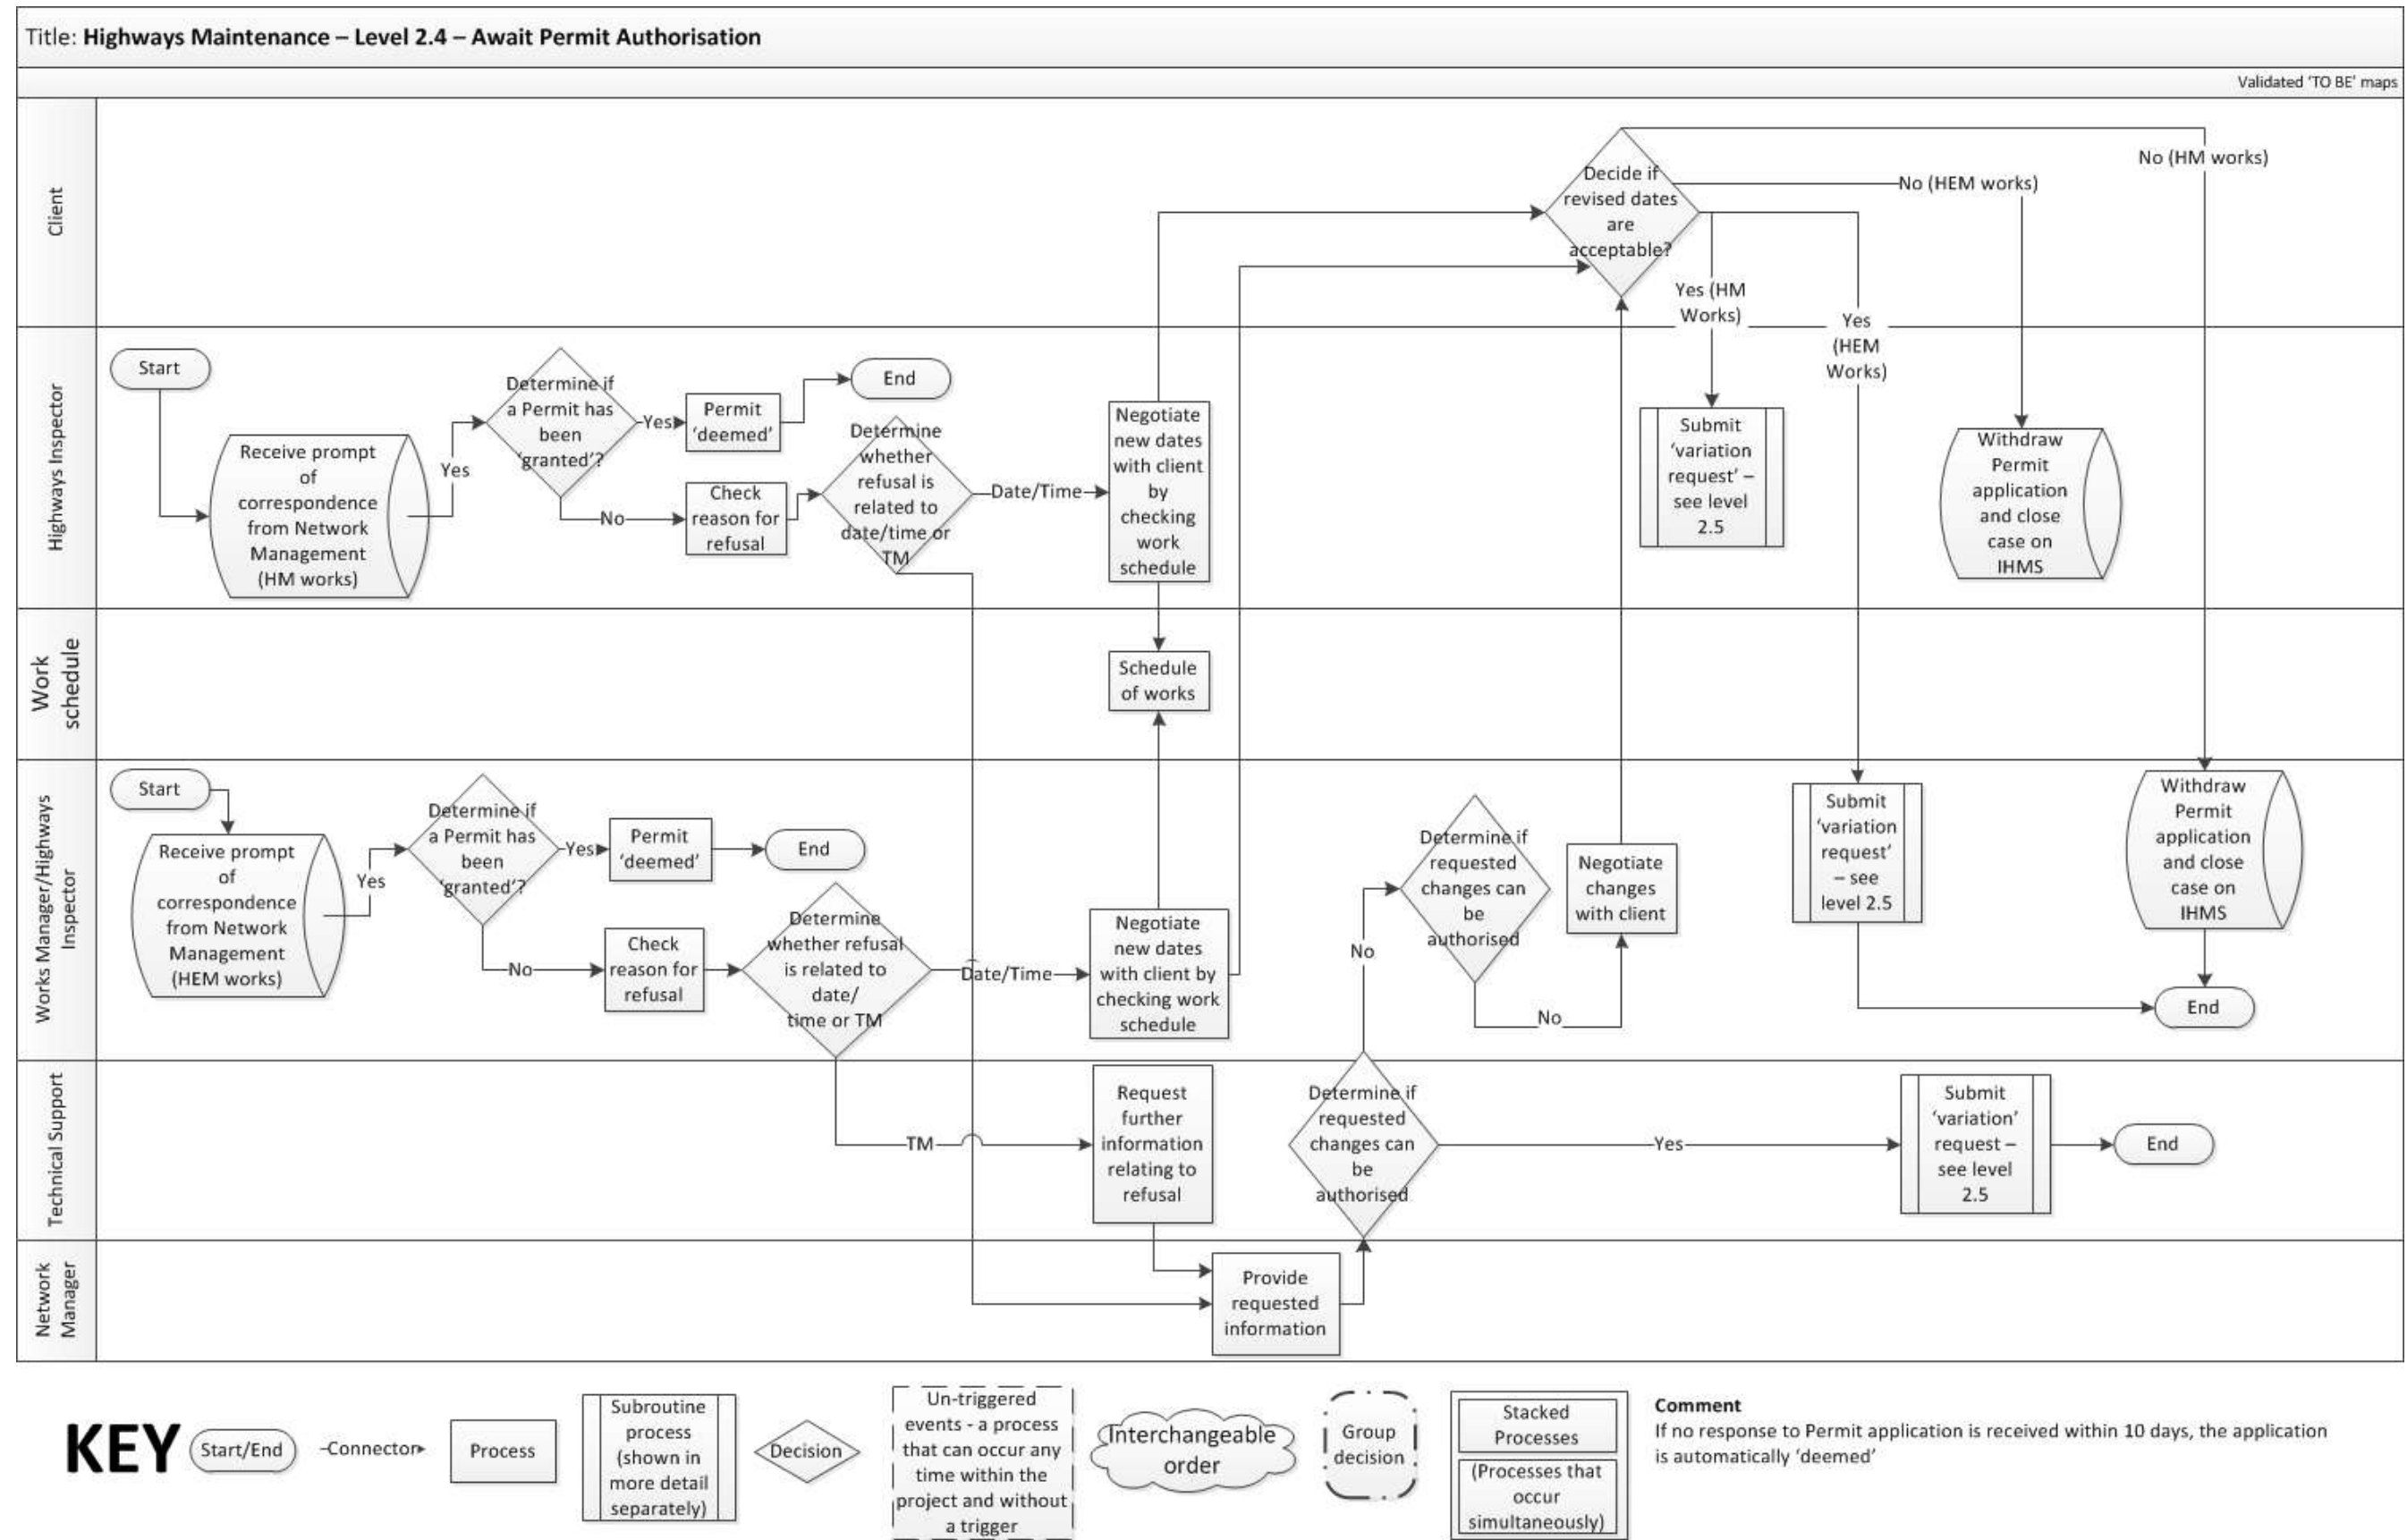 Title: Highways Maintenance – Level 2.4 – Await Permit Authorisation
Validated 'TO BE' maps
Client
Decide if
revised dates
are
acceptable?
No (HM works)
No (HEM works)
Yes (HM
Works)
Yes
(HEM
Works)
Highways Inspector
Start
Receive prompt
of
correspondence
from Network
Management
(HM works)
Yes
Determine if
a Permit has
been
'granted'?
Yes
Permit
'deemed'
End
No
Check
reason for
refusal
Determine
whether
refusal is
related to
date/time or
TM
Date/Time
Negotiate
new dates
with client
by
checking
work
schedule
Submit
'variation
request' –
see level
2.5
Withdraw
Permit
application
and close
case on
IHMS
Work
schedule
Schedule
of works
Works Manager/Highways
Inspector
Start
Receive prompt
of
correspondence
from Network
Management
(HEM works)
Yes
Determine if
a Permit has
been
'granted'?
Yes
Permit
'deemed'
End
No
Check
reason for
refusal
Determine
whether refusal
is related to
date/
time or TM
Date/Time
Negotiate
new dates
with client by
checking work
schedule
No
Determine if
requested
changes can
be
authorised
No
Negotiate
changes
with client
Submit
'variation
request'
– see
level 2.5
Withdraw
Permit
application
and close
case on
IHMS
End
Technical Support
TM
Request
further
information
relating to
refusal
Determine if
requested
changes can
be
authorised
Yes
Submit
'variation'
request –
see level
2.5
End
Network
Manager
Provide
requested
information
KEY
Start/End
Connector
Process
Subroutine
process
(shown in
more detail
separately)
Decision
Un-triggered
events - a process
that can occur any
time within the
project and without
a trigger
Interchangeable
order
Group
decision
Stacked
Processes
(Processes that
occur
simultaneously)
Comment
If no response to Permit application is received within 10 days, the application
is automatically 'deemed'